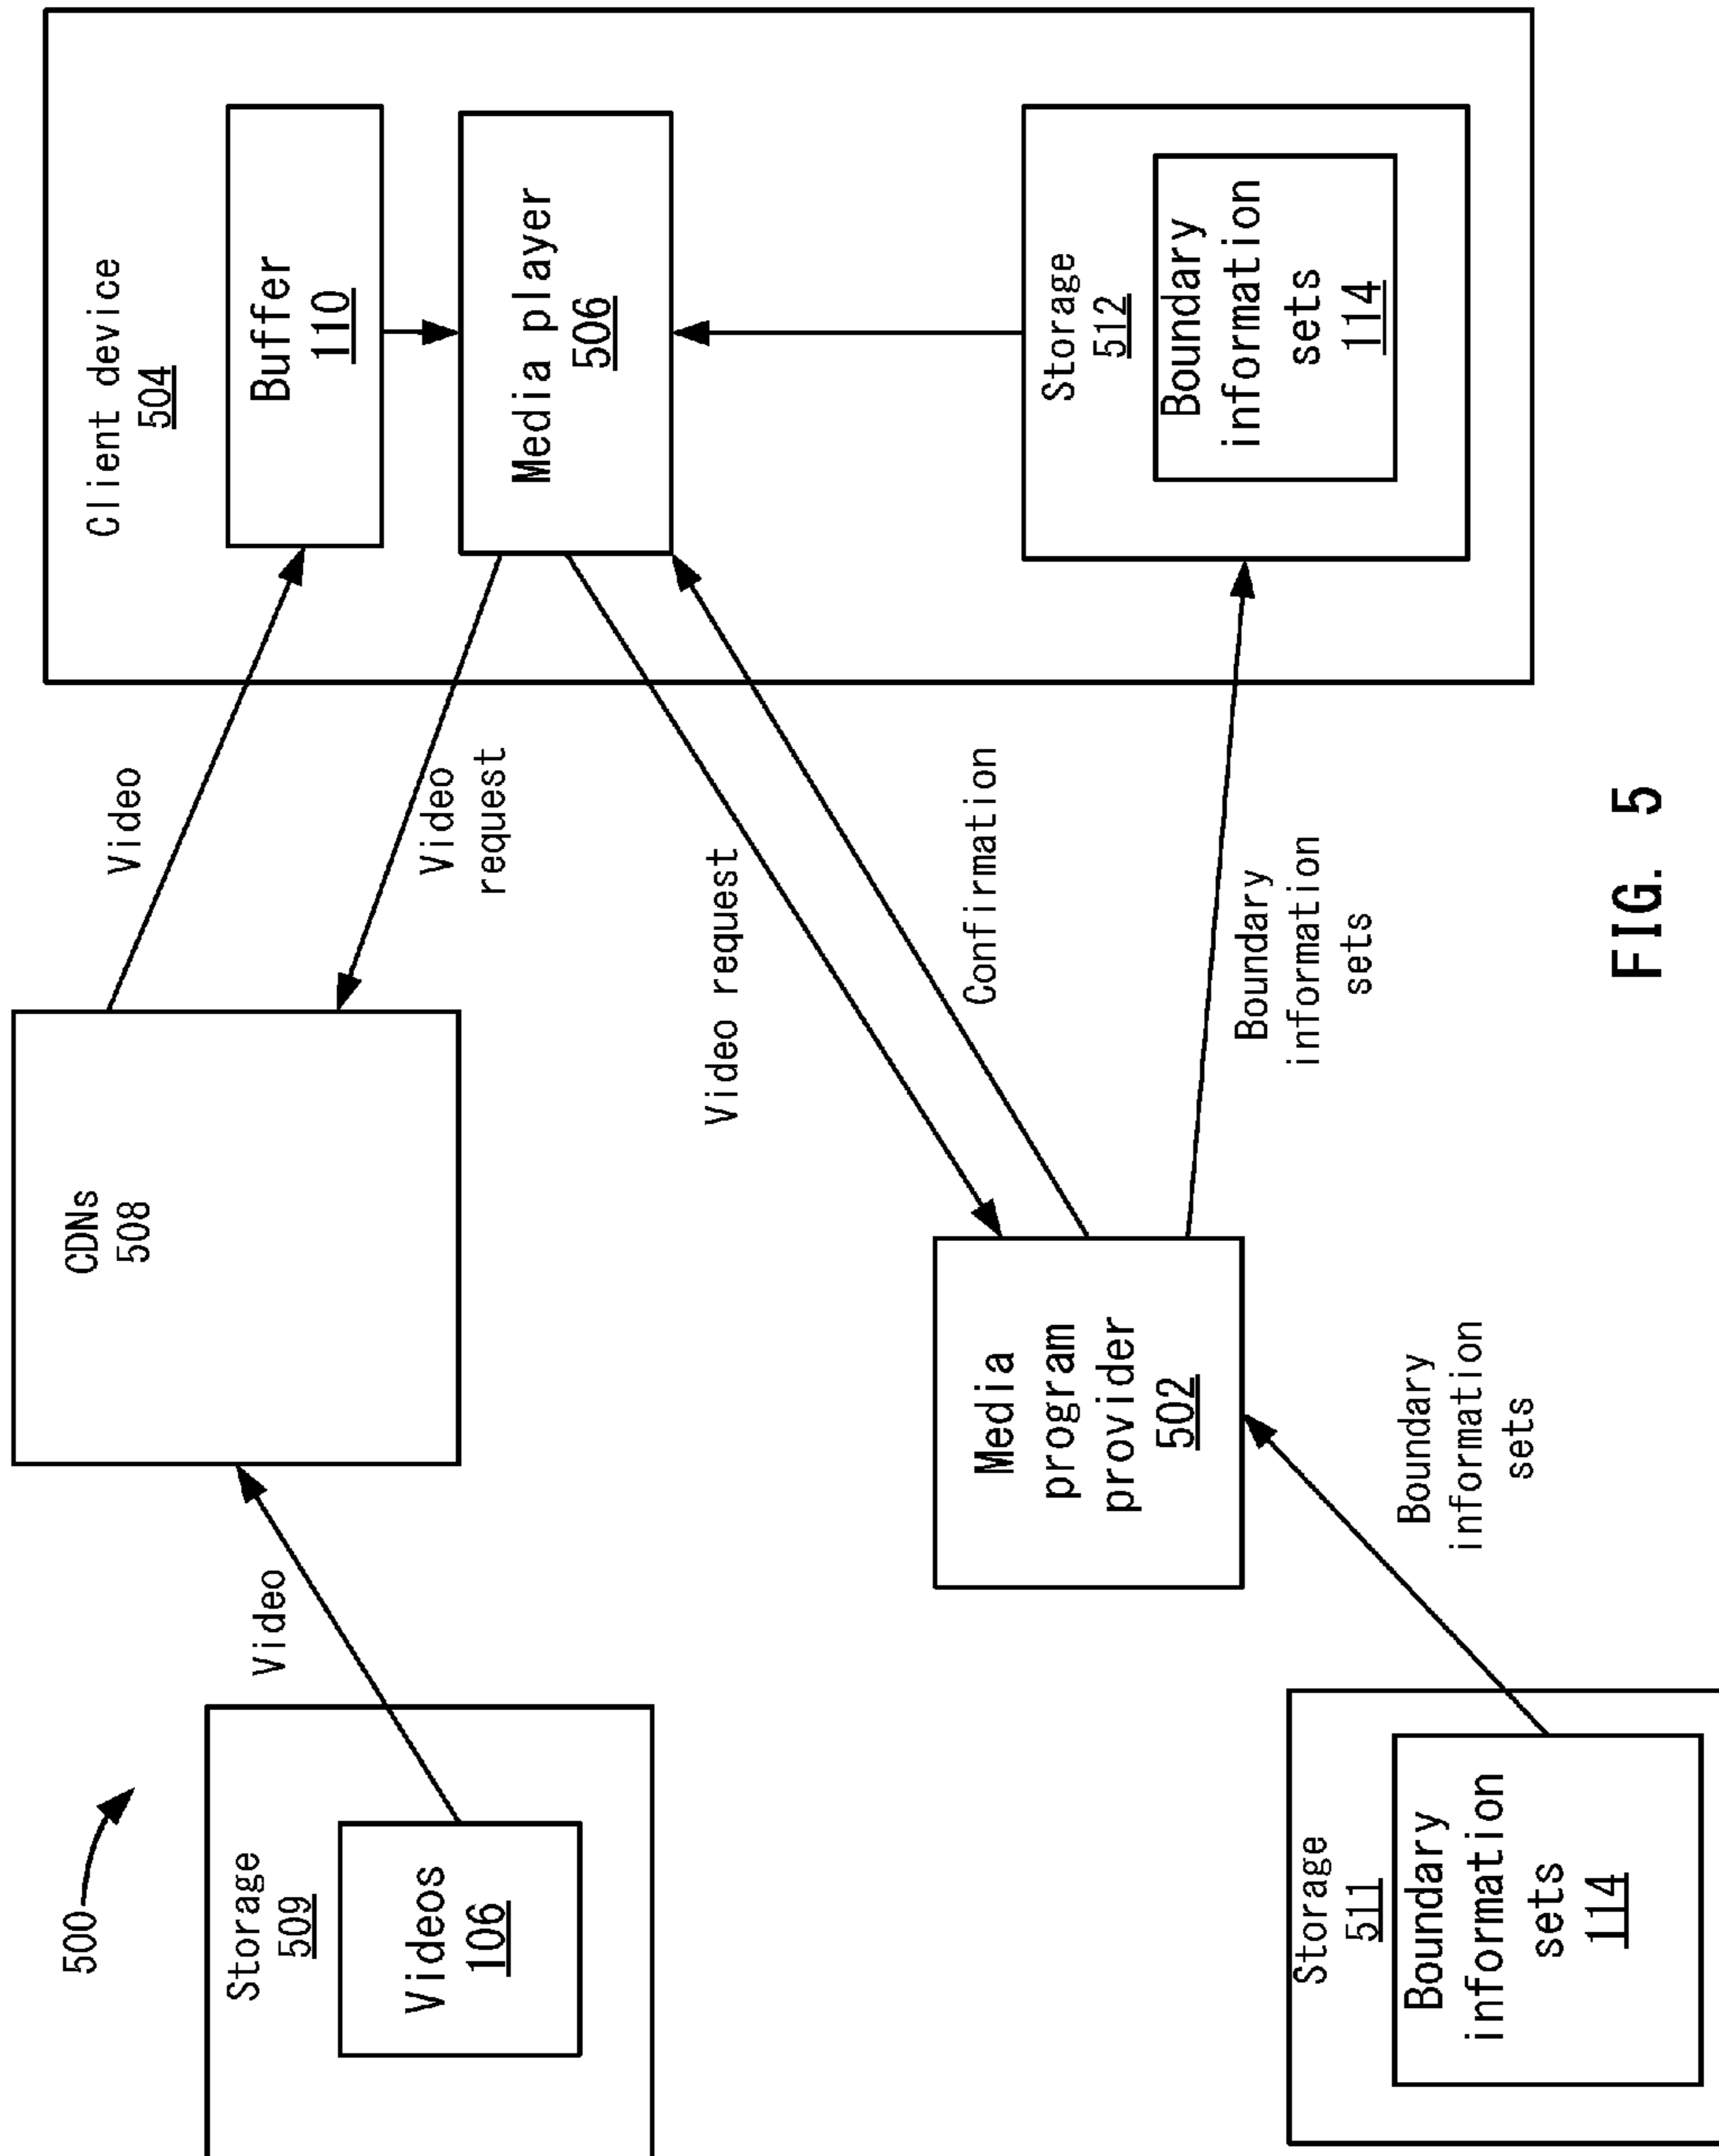 500
Storage
509
Videos
106
Video
CDNs
508
Video
Video
request
Client device
504
Buffer
110
Media player
506
Video request
Confirmation
Media
program
provider
502
Boundary
information
sets
Storage
512
Boundary
information
sets
114
Storage
511
Boundary
information
sets
114
Boundary
information
sets
FIG. 5